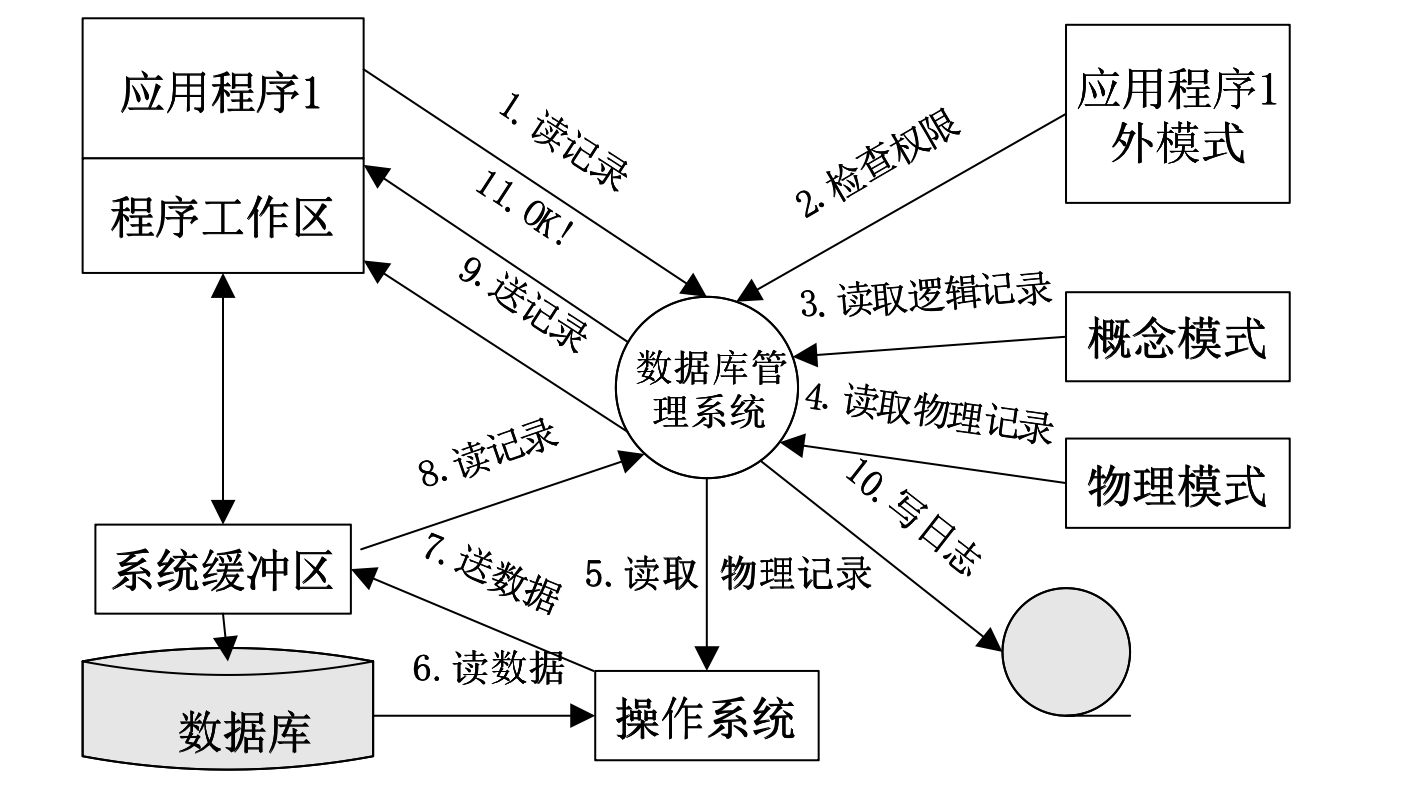 应用程序1
程序工作区
1.读记录
11.OK!
9.送记录
2.检查权限
应用程序1
外模式
3.读取逻辑记录
概念模式
数据库管
理系统
4.读取物理记录
物理模式
8.读记录
10.写日志
系统缓冲区
7.送数据
5.读取 物理记录
6.读数据
数据库
操作系统